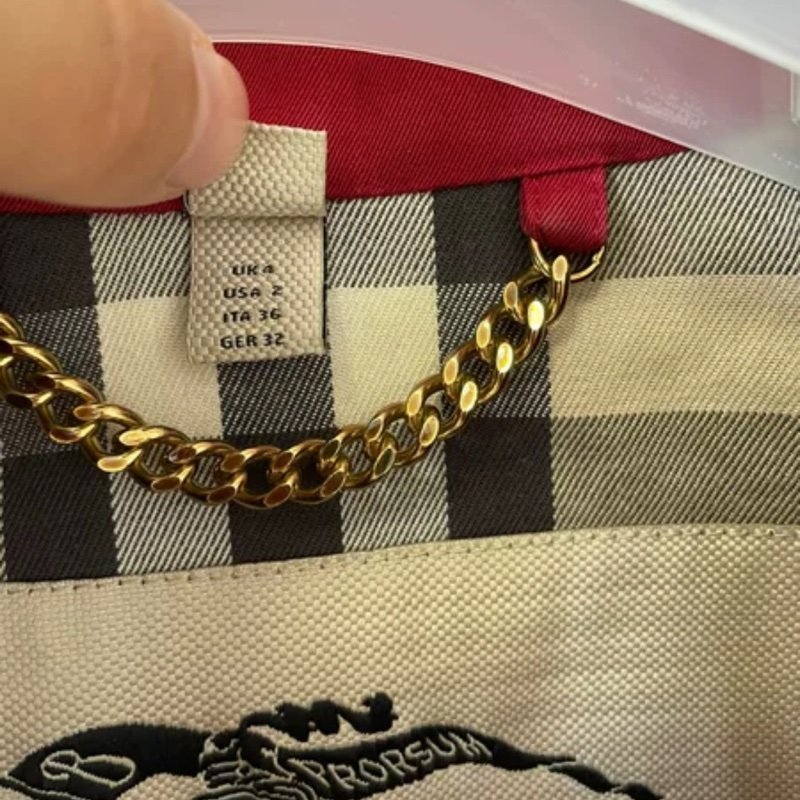 UK 4
USA 2
ITA 36
GER 32
B PRORSUM